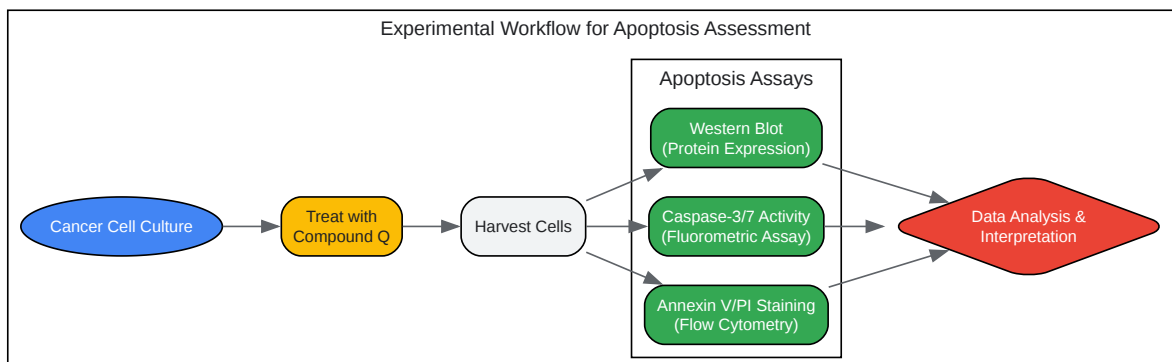 Experimental Workflow for Apoptosis Assessment
Apoptosis Assays
Cancer Cell Culture
Treat with
Compound Q
Harvest Cells
Western Blot
(Protein Expression)
Caspase-3/7 Activity
(Fluorometric Assay)
Annexin V/PI Staining
(Flow Cytometry)
Data Analysis &
Interpretation